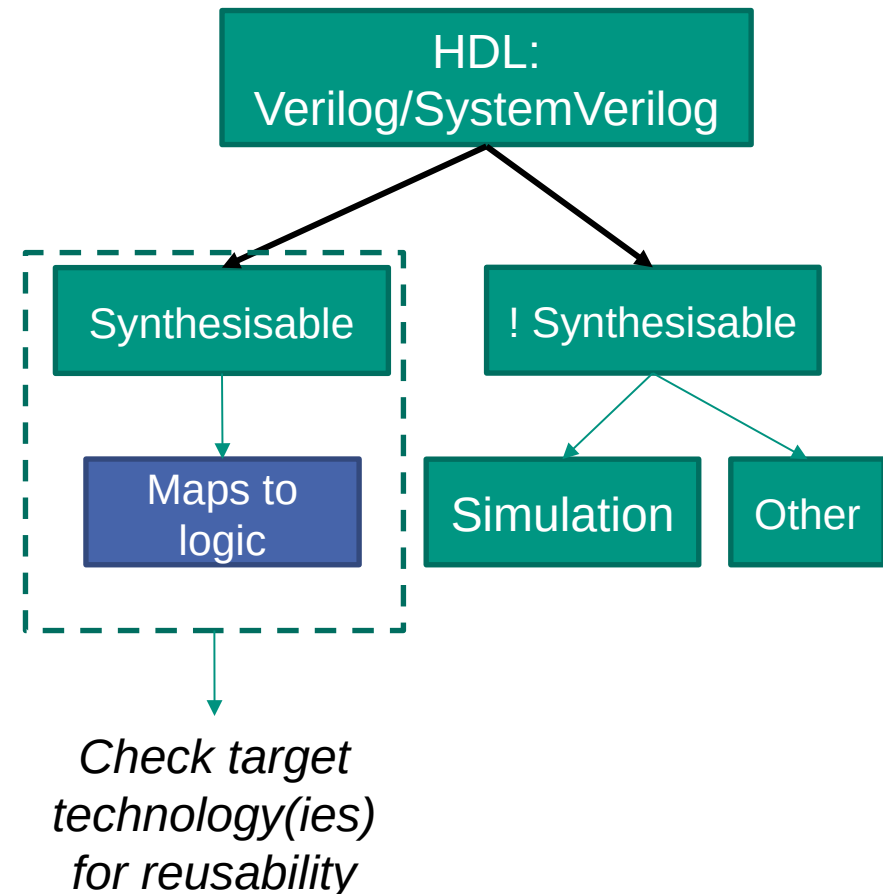 HDL:
Verilog/SystemVerilog
Synthesisable
! Synthesisable
Maps to
logic
Simulation
Other
Check target
technology(ies)
for reusability